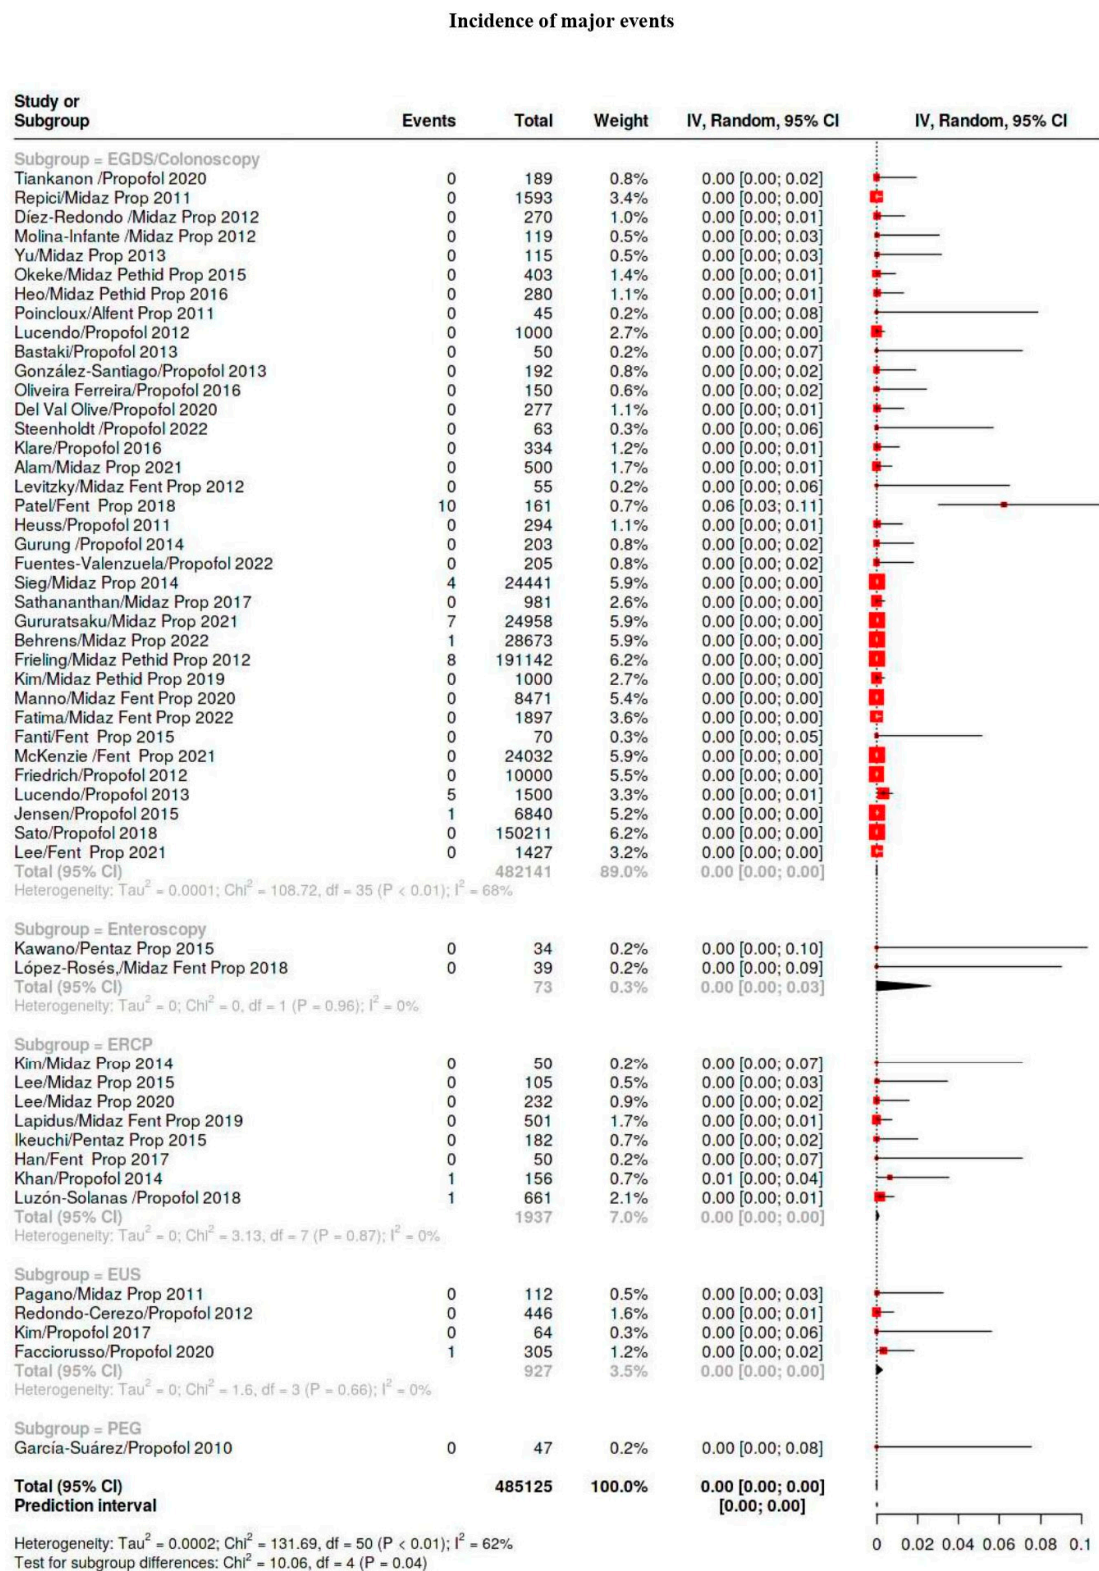 Incidence of major events
Study or
Subgroup Events Total Weight IV, Random, 95% CI IV, Random, 95% CI
Subgroup = EGDS/Colonoscopy
Tiankanon /Propofol 2020 0 189 0.8% 0.00 [0.00; 0.02]
Repici/Midaz Prop 2011 0 1593 3.4% 0.00 [0.00; 0.00]
Díez-Redondo /Midaz Prop 2012 0 270 1.0% 0.00 [0.00; 0.01]
Molina-Infante /Midaz Prop 2012 0 119 0.5% 0.00 [0.00; 0.03]
Yu/Midaz Prop 2013 0 115 0.5% 0.00 [0.00; 0.03]
Okeke/Midaz Pethid Prop 2015 0 403 1.4% 0.00 [0.00; 0.01]
Heo/Midaz Pethid Prop 2016 0 280 1.1% 0.00 [0.00; 0.01]
Poincloux/Alfent Prop 2011 0 45 0.2% 0.00 [0.00; 0.08]
Lucendo/Propofol 2012 0 1000 2.7% 0.00 [0.00; 0.00]
Bastaki/Propofol 2013 0 50 0.2% 0.00 [0.00; 0.07]
González-Santiago/Propofol 2013 0 192 0.8% 0.00 [0.00; 0.02]
Oliveira Ferreira/Propofol 2016 0 150 0.6% 0.00 [0.00; 0.02]
Del Val Olive/Propofol 2020 0 277 1.1% 0.00 [0.00; 0.01]
Steenholdt /Propofol 2022 0 63 0.3% 0.00 [0.00; 0.06]
Klare/Propofol 2016 0 334 1.2% 0.00 [0.00; 0.01]
Alam/Midaz Prop 2021 0 500 1.7% 0.00 [0.00; 0.01]
Levitzky/Midaz Fent Prop 2012 0 55 0.2% 0.00 [0.00; 0.06]
Patel/Fent Prop 2018 10 161 0.7% 0.06 [0.03; 0.11]
Heuss/Propofol 2011 0 294 1.1% 0.00 [0.00; 0.01]
Gurung /Propofol 2014 0 203 0.8% 0.00 [0.00; 0.02]
Fuentes-Valenzuela/Propofol 2022 0 205 0.8% 0.00 [0.00; 0.02]
Sieg/Midaz Prop 2014 4 24441 5.9% 0.00 [0.00; 0.00]
Sathananthan/Midaz Prop 2017 0 981 2.6% 0.00 [0.00; 0.00]
Gururatsaku/Midaz Prop 2021 7 24958 5.9% 0.00 [0.00; 0.00]
Behrens/Midaz Prop 2022 1 28673 5.9% 0.00 [0.00; 0.00]
Frieling/Midaz Pethid Prop 2012 8 191142 6.2% 0.00 [0.00; 0.00]
Kim/Midaz Pethid Prop 2019 0 1000 2.7% 0.00 [0.00; 0.00]
Manno/Midaz Fent Prop 2020 0 8471 5.4% 0.00 [0.00; 0.00]
Fatima/Midaz Fent Prop 2022 0 1897 3.6% 0.00 [0.00; 0.00]
Fanti/Fent Prop 2015 0 70 0.3% 0.00 [0.00; 0.05]
McKenzie /Fent Prop 2021 0 24032 5.9% 0.00 [0.00; 0.00]
Friedrich/Propofol 2012 0 10000 5.5% 0.00 [0.00; 0.00]
Lucendo/Propofol 2013 5 1500 3.3% 0.00 [0.00; 0.01]
Jensen/Propofol 2015 1 6840 5.2% 0.00 [0.00; 0.00]
Sato/Propofol 2018 0 150211 6.2% 0.00 [0.00; 0.00]
Lee/Fent Prop 2021 0 1427 3.2% 0.00 [0.00; 0.00]
Total (95% CI) 482141 89.0% 0.00 [0.00; 0.00]
Heterogeneity: Tau² = 0.0001; Chi² = 108.72, df = 35 (P < 0.01); I² = 68%
Subgroup = Enteroscopy
Kawano/Pentaz Prop 2015 0 34 0.2% 0.00 [0.00; 0.10]
López-Rosés,/Midaz Fent Prop 2018 0 39 0.2% 0.00 [0.00; 0.09]
Total (95% CI) 73 0.3% 0.00 [0.00; 0.03]
Heterogeneity: Tau² = 0; Chi² = 0, df = 1 (P = 0.96); I² = 0%
Subgroup = ERCP
Kim/Midaz Prop 2014 0 50 0.2% 0.00 [0.00; 0.07]
Lee/Midaz Prop 2015 0 105 0.5% 0.00 [0.00; 0.03]
Lee/Midaz Prop 2020 0 232 0.9% 0.00 [0.00; 0.02]
Lapidus/Midaz Fent Prop 2019 0 501 1.7% 0.00 [0.00; 0.01]
Ikeuchi/Pentaz Prop 2015 0 182 0.7% 0.00 [0.00; 0.02]
Han/Fent Prop 2017 0 50 0.2% 0.00 [0.00; 0.07]
Khan/Propofol 2014 1 156 0.7% 0.01 [0.00; 0.04]
Luzón-Solanas /Propofol 2018 1 661 2.1% 0.00 [0.00; 0.01]
Total (95% CI) 1937 7.0% 0.00 [0.00; 0.00]
Heterogeneity: Tau² = 0; Chi² = 3.13, df = 7 (P = 0.87); I² = 0%
Subgroup = EUS
Pagano/Midaz Prop 2011 0 112 0.5% 0.00 [0.00; 0.03]
Redondo-Cerezo/Propofol 2012 0 446 1.6% 0.00 [0.00; 0.01]
Kim/Propofol 2017 0 64 0.3% 0.00 [0.00; 0.06]
Facciorusso/Propofol 2020 1 305 1.2% 0.00 [0.00; 0.02]
Total (95% CI) 927 3.5% 0.00 [0.00; 0.00]
Heterogeneity: Tau² = 0; Chi² = 1.6, df = 3 (P = 0.66); I² = 0%
Subgroup = PEG
García-Suárez/Propofol 2010 0 47 0.2% 0.00 [0.00; 0.08]
Total (95% CI) 485125 100.0% 0.00 [0.00; 0.00]
Prediction interval [0.00; 0.00]
Heterogeneity: Tau² = 0.0002; Chi² = 131.69, df = 50 (P < 0.01); I² = 62%
0 0.02 0.04 0.06 0.08 0.1
Test for subgroup differences: Chi² = 10.06, df = 4 (P = 0.04)